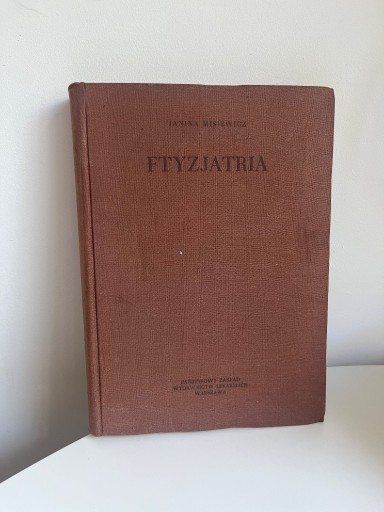 JANINA MISIEWICZ
FTYZJATRIA
PAŃSTWOWY ZAKŁAD
WYDAWNICTW LEKARSKICH
WARSZAWA